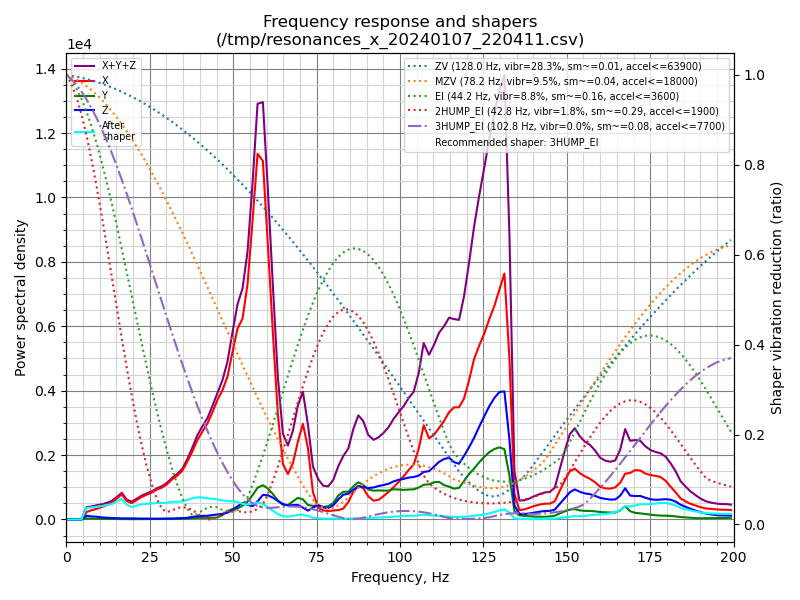 Frequency response and shapers
(/tmp/resonances_x_20240107_220411.csv)
1e4
X+Y+Z
X
Y
Z
After
shaper
ZV (128.0 Hz, vibr=28.3%, sm~=0.01, accel<=63900)
MZV (78.2 Hz, vibr=9.5%, sm~=0.04, accel<=18000)
EI (44.2 Hz, vibr=8.8%, sm~=0.16, accel<=3600)
2HUMP_EI (42.8 Hz, vibr=1.8%, sm~=0.29, accel<=1900)
3HUMP_EI (102.8 Hz, vibr=0.0%, sm~=0.08, accel<=7700)
Recommended shaper: 3HUMP_EI
Power spectral density
1.4
1.2
1.0
0.8
0.6
0.4
0.2
0.0
1.0
0.8
0.6
0.4
0.2
0.0
Shaper vibration reduction (ratio)
0 25 50 75 100 125 150 175 200
Frequency, Hz